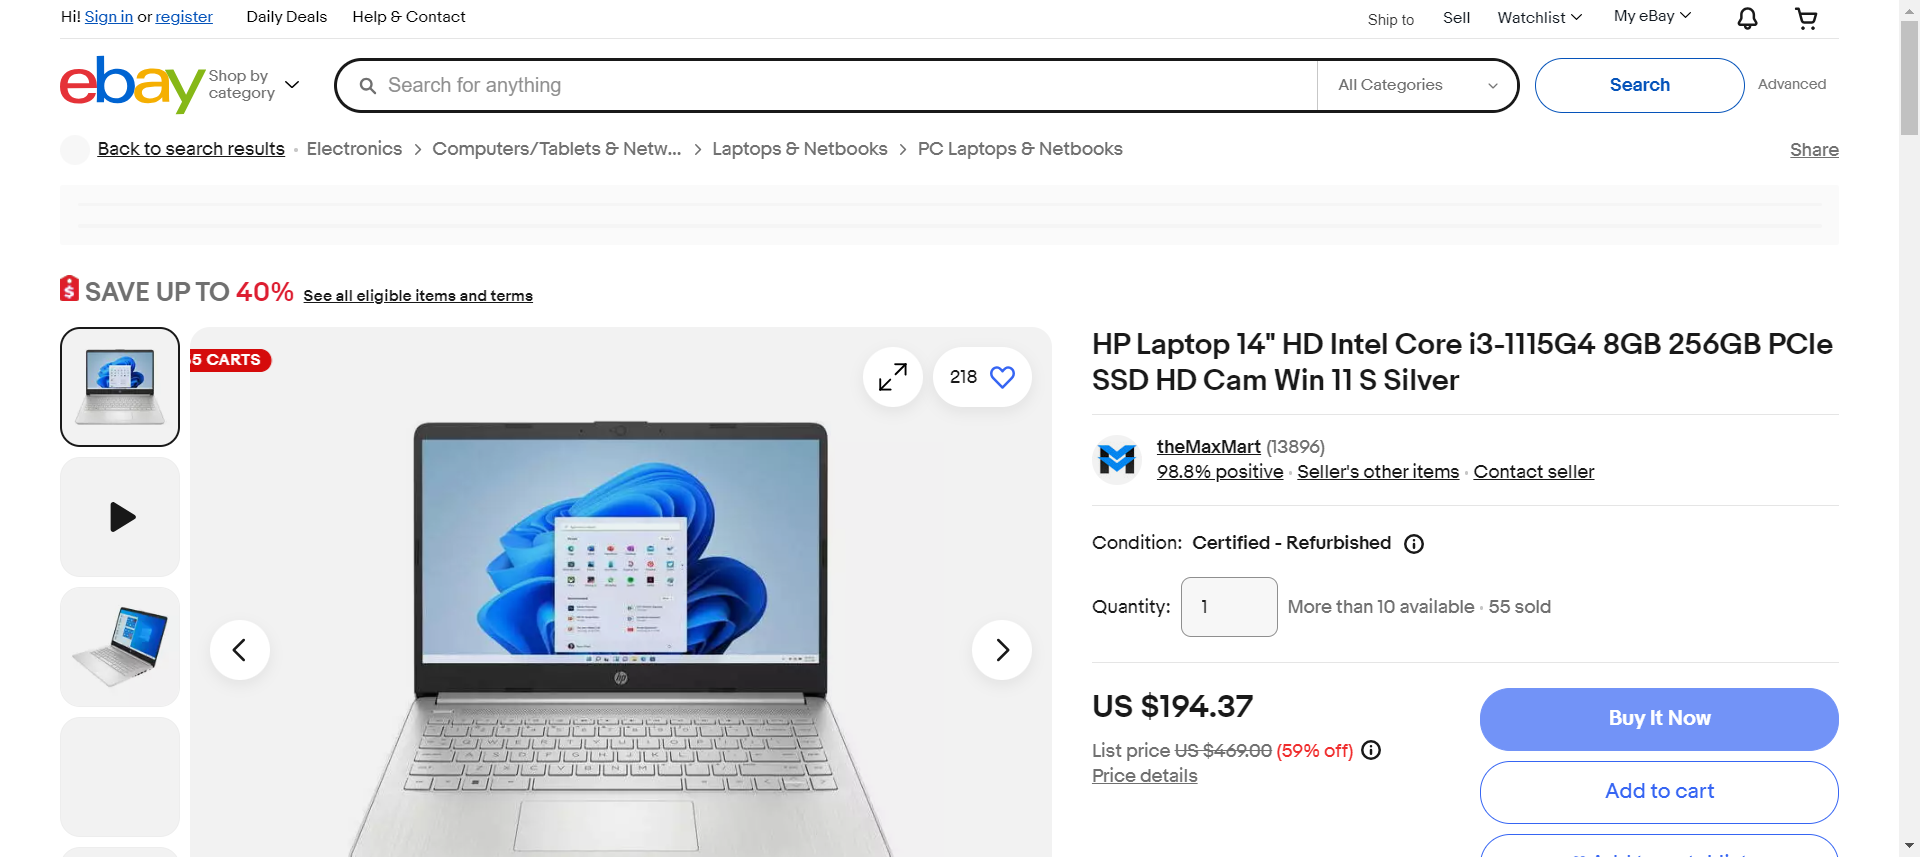 Hi! Sign in or register
Daily Deals
Help & Contact
Ship to
Sell
Watchlist
My eBay
ebay
Shop by
category
Search for anything
All Categories
Search
Advanced
Back to search results
Electronics
Computers/Tablets & Netw...
Laptops & Netbooks
PC Laptops & Netbooks
Share
SAVE UP TO 40% See all eligible items and terms
5 CARTS
218
hp
HP Laptop 14" HD Intel Core i3-1115G4 8GB 256GB PCIe
SSD HD Cam Win 11 S Silver
theMaxMart (13896)
98.8% positive · Seller's other items · Contact seller
Condition: Certified - Refurbished
Quantity: 1 More than 10 available · 55 sold
US $194.37
List price US $469.00 (59% off)
Price details
Buy It Now
Add to cart